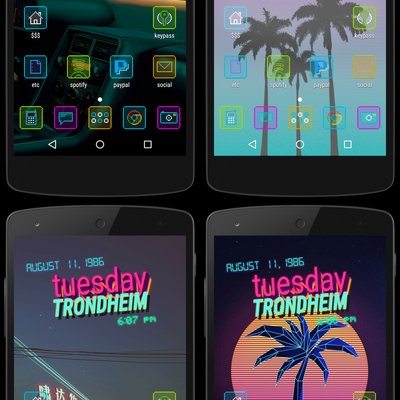 $$$ keypass
etc spotify paypal social
$$$ keypass
etc spotify paypal social
AUGUST 11, 1986
tuesday
TRONDHEIM
6:07 PM
AUGUST 11, 1986
tuesday
TRONDHEIM
PM